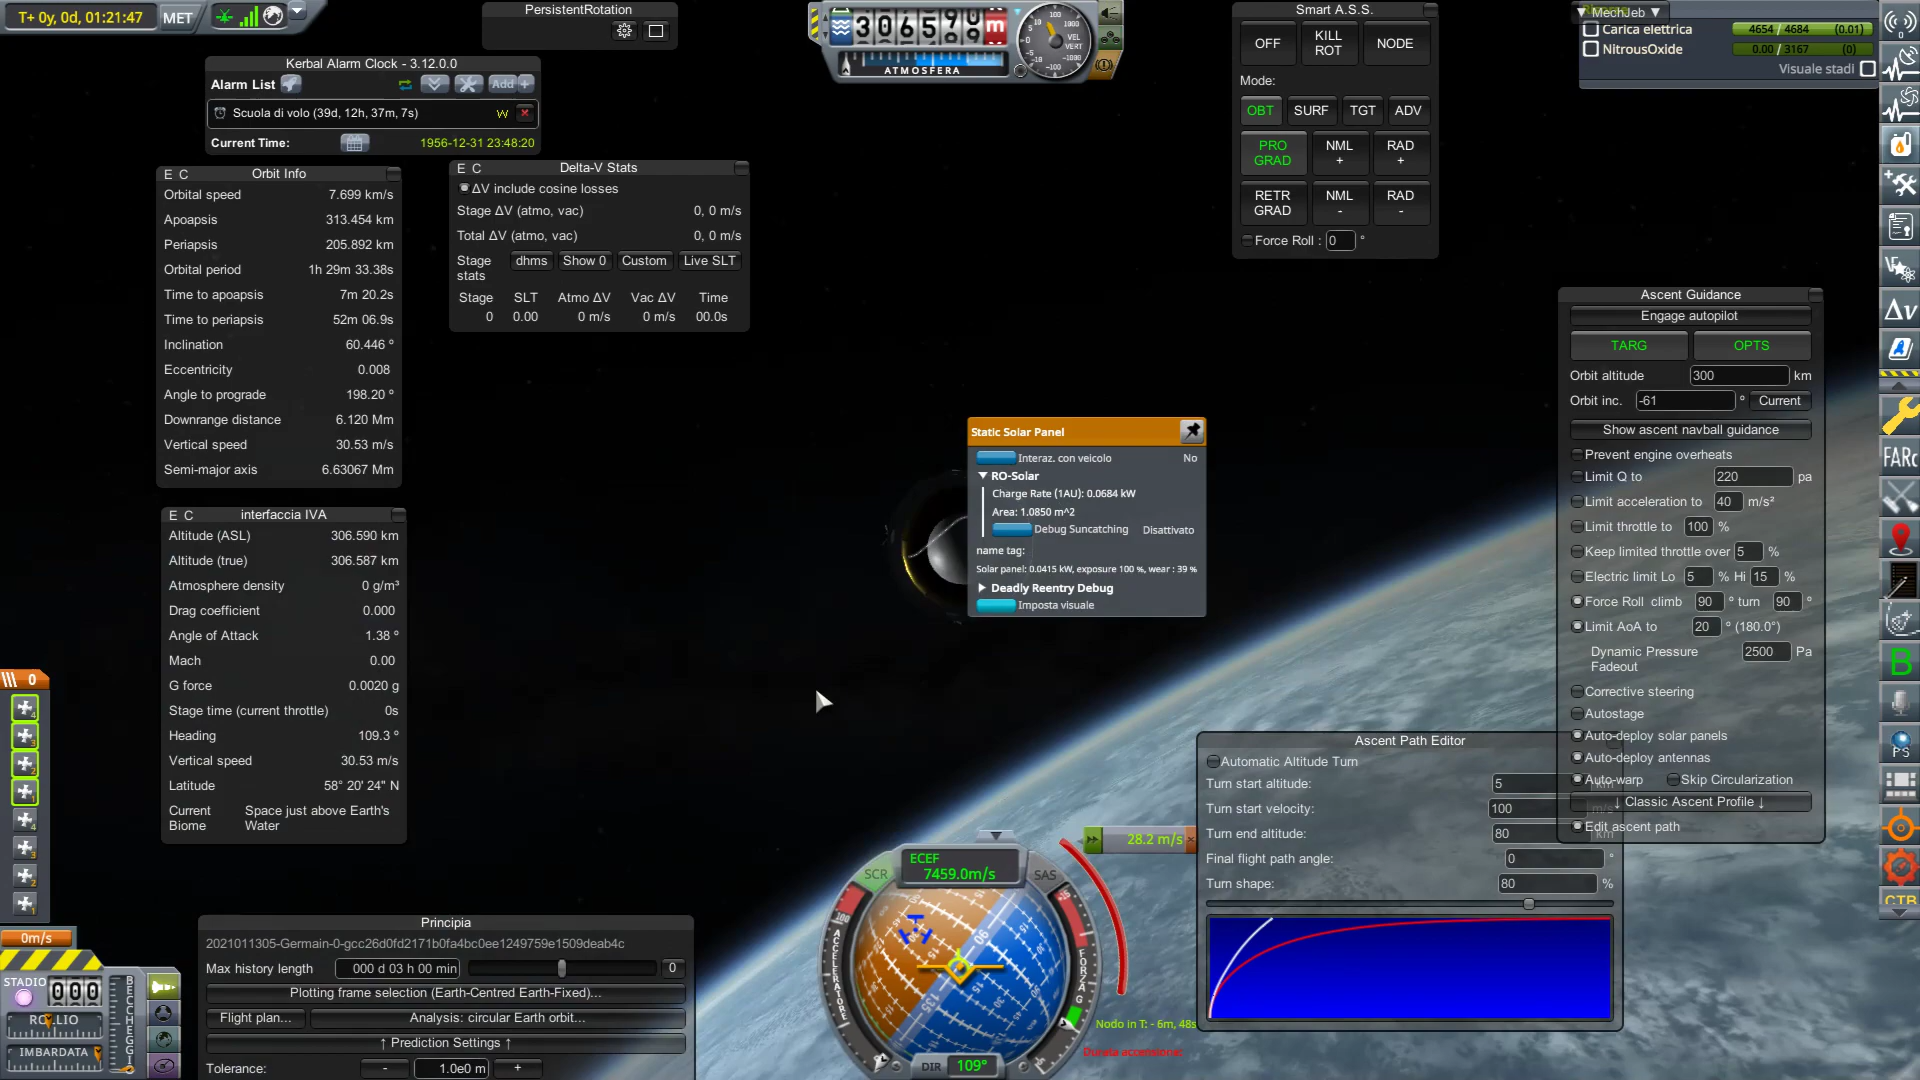 T+ 0y, 0d, 01:21:47 MET
PersistentRotation
Kerbal Alarm Clock - 3.12.0.0
Alarm List
Add +
Scuola di volo (39d, 12h, 37m, 7s) W ×
Current Time: 1956-12-31 23:48:20
E C Orbit Info
Orbital speed 7.699 km/s
Apoapsis 313.454 km
Periapsis 205.892 km
Orbital period 1h 29m 33.38s
Time to apoapsis 7m 20.2s
Time to periapsis 52m 06.9s
Inclination 60.446 º
Eccentricity 0.008
Angle to prograde 198.20 º
Downrange distance 6.120 Mm
Vertical speed 30.53 m/s
Semi-major axis 6.63067 Mm
E C Delta-V Stats
ΔV include cosine losses
Stage ΔV (atmo, vac) 0, 0 m/s
Total ΔV (atmo, vac) 0, 0 m/s
Stage stats dhms Show 0 Custom Live SLT
Stage SLT Atmo ΔV Vac ΔV Time
0 0.00 0 m/s 0 m/s 00.0s
E C interfaccia IVA
Altitude (ASL) 306.590 km
Altitude (true) 306.587 km
Atmosphere density 0 g/m³
Drag coefficient 0.000
Angle of Attack 1.38 º
Mach 0.00
G force 0.0020 g
Stage time (current throttle) 0s
Heading 109.3 º
Vertical speed 30.53 m/s
Latitude 58° 20' 24" N
Current Biome Space just above Earth's Water
ATMOSFERA
VEL VERT
Smart A.S.S.
OFF KILL ROT NODE
Mode:
OBT SURF TGT ADV
PRO GRAD NML + RAD +
RETR GRAD NML - RAD -
Force Roll : 0 °
▼ MechJeb ▼
Carica elettrica 4654 / 4684 (0.01)
NitrousOxide 0.00 / 3167 (0)
Visuale stadi
Static Solar Panel
Interaz. con veicolo No
RO-Solar
Charge Rate (1AU): 0.0684 kW
Area: 1.0850 m^2
Debug Suncatching Disattivato
name tag:
Solar panel: 0.0415 kW, exposure 100 %, wear : 39 %
Deadly Reentry Debug
Imposta visuale
Ascent Guidance
Engage autopilot
TARG OPTS
Orbit altitude 300 km
Orbit inc. -61 º Current
Show ascent navball guidance
Prevent engine overheats
Limit Q to 220 pa
Limit acceleration to 40 m/s²
Limit throttle to 100 %
Keep limited throttle over 5 %
Electric limit Lo 5 % Hi 15 %
Force Roll climb 90 ° turn 90 °
Limit AoA to 20 ° (180.0°)
Dynamic Pressure Fadeout 2500 Pa
Corrective steering
Autostage
Auto-deploy solar panels
Auto-deploy antennas
Auto-warp Skip Circularization
↓ Classic Ascent Profile ↓
Edit ascent path
Ascent Path Editor
Automatic Altitude Turn
Turn start altitude: 5 km
Turn start velocity: 100 m/s
Turn end altitude: 80 km
Final flight path angle: 0 °
Turn shape: 80 %
Principia
2021011305-Germain-0-gcc26d0fd2171b0fa4bc0ee1249759e1509deab4c
Max history length 000 d 03 h 00 min 0
Plotting frame selection (Earth-Centred Earth-Fixed)...
Flight plan... Analysis: circular Earth orbit...
↑ Prediction Settings ↑
Tolerance: - 1.0e0 m +
0
0m/s
STADIO 000
ROLLIO
IMBARDATA
BECCHEGGIO
ECEF
7459.0m/s
SCR SAS
ACCELERATORE
FORZA G
DIR 109°
28.2 m/s
Nodo in T: - 6m, 48s
Durata accensione:
Δv
FARc
B
PS
CTB